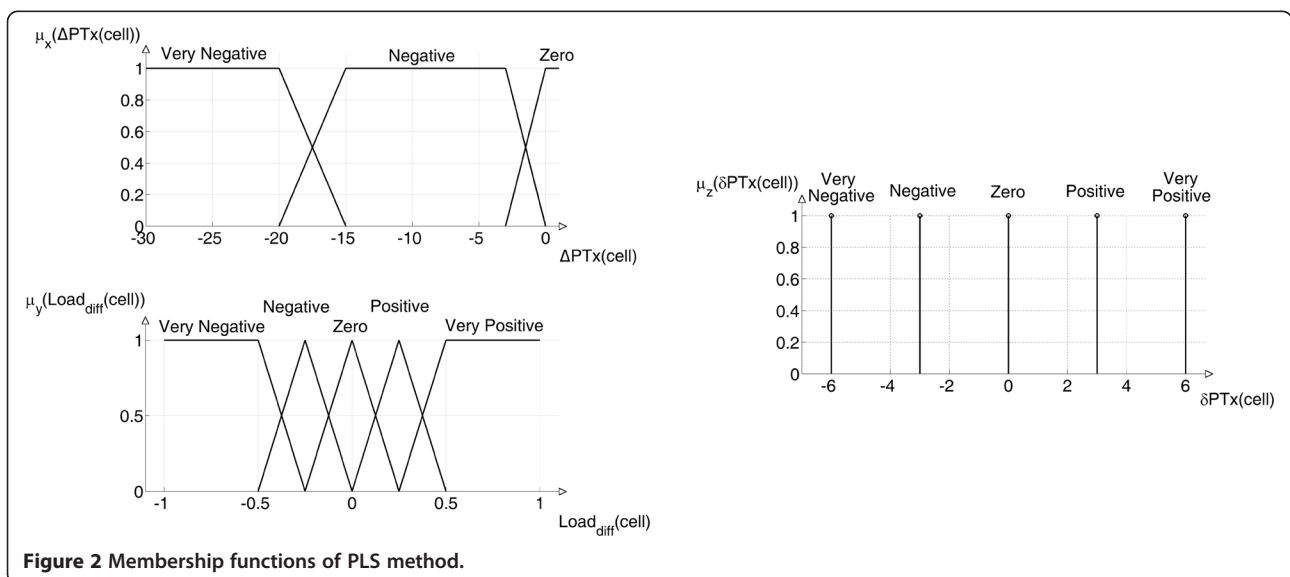 μx(ΔPTx(cell))
Very Negative Negative Zero
1
0.8
0.6
0.4
0.2
0
-30 -25 -20 -15 -10 -5 0
ΔPTx(cell)
μy(Loaddiff(cell))
Negative Positive
Very Negative Zero Very Positive
1
0.5
0
-1 -0.5 0 0.5 1
Loaddiff(cell)
μz(δPTx(cell))
Very Negative Negative Zero Positive Very Positive
1
0.8
0.6
0.4
0.2
0
-6 -4 -2 0 2 4 6
δPTx(cell)
Figure 2 Membership functions of PLS method.